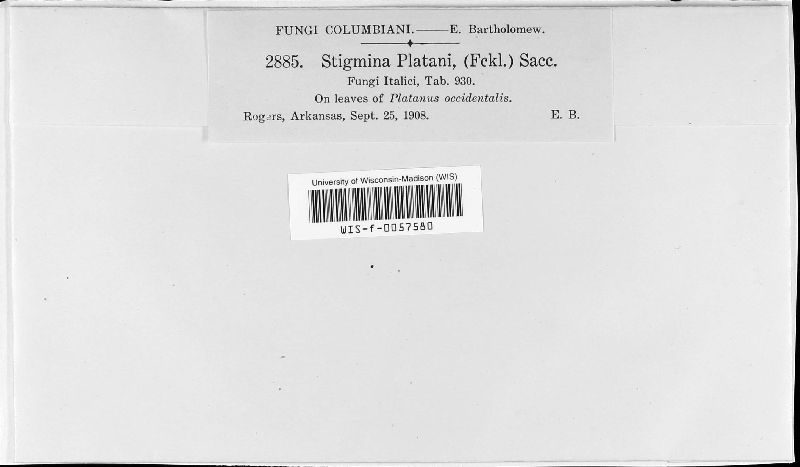 FUNGI COLUMBIANI.——E. Bartholomew.
2885. Stigmina Platani, (Fckl.) Sacc.
Fungi Italici, Tab. 930.
On leaves of Platanus occidentalis.
Rogers, Arkansas, Sept. 25, 1908. E. B.
University of Wisconsin-Madison (WIS)
WIS-f-0057580